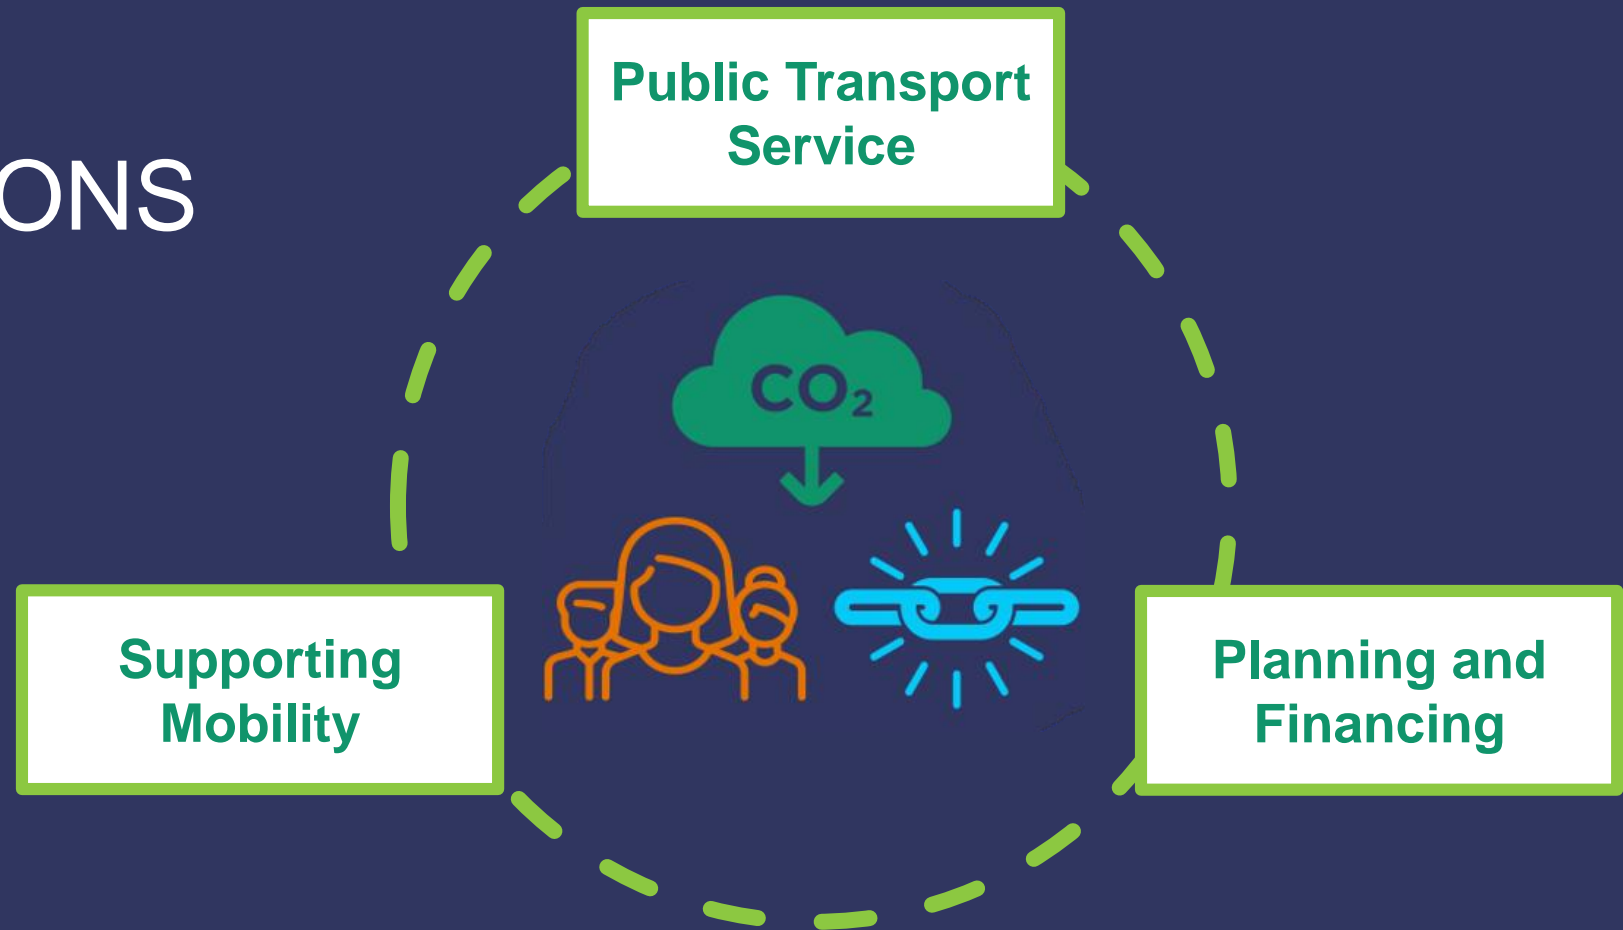 Public Transport
Service
ONS
CO₂
Supporting
Mobility
Planning and
Financing